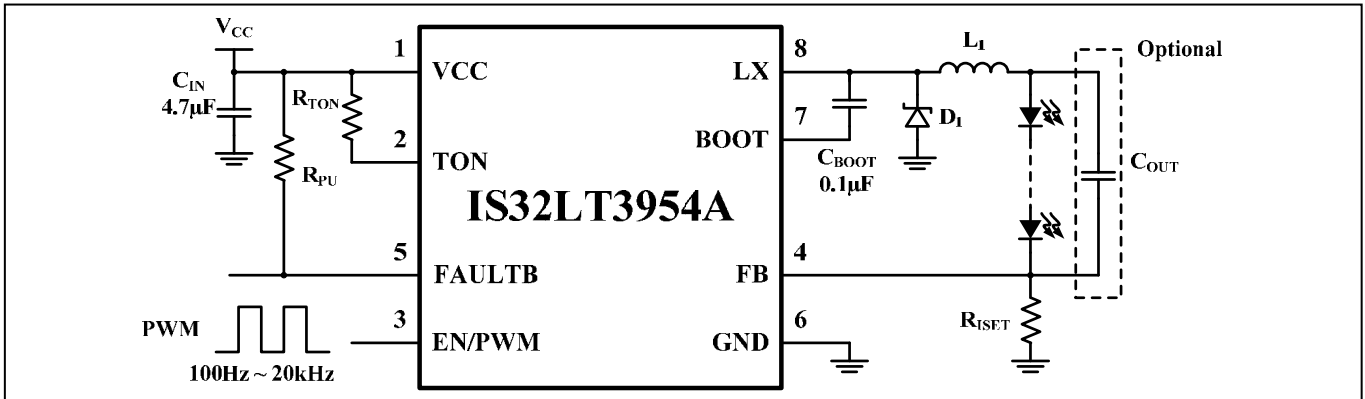 VCC
CIN
4.7μF
RTON
RPU
1
VCC
2
TON
IS32LT3954A
5
FAULTB
3
EN/PWM
PWM
100Hz ~ 20kHz
8
LX
7
BOOT
CBOOT
0.1μF
D1
L1
Optional
COUT
4
FB
6
GND
RISET